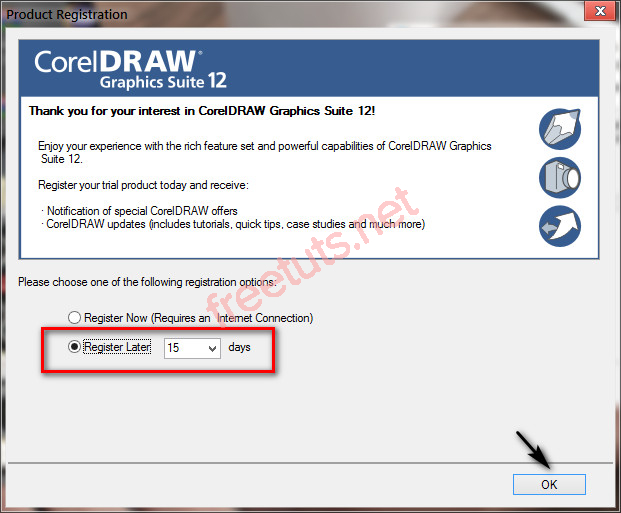 Product Registration
CorelDRAW®
Graphics Suite 12
Thank you for your interest in CorelDRAW Graphics Suite 12!
Enjoy your experience with the rich feature set and powerful capabilities of CorelDRAW Graphics
Suite 12.
Register your trial product today and receive:
· Notification of special CorelDRAW offers
· CorelDRAW updates (includes tutorials, quick tips, case studies and much more)
freetuts.net
Please choose one of the following registration options:
Register Now (Requires an Internet Connection)
Register Later 15 days
OK